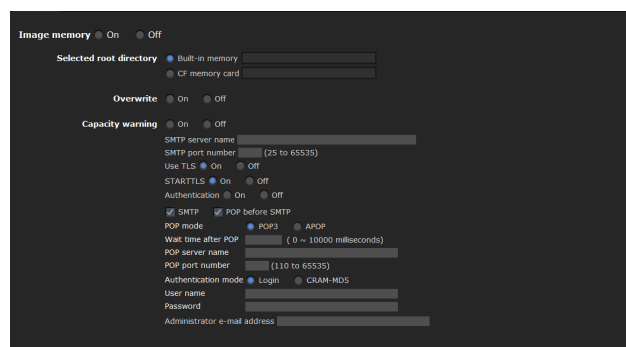 Image memory On Off
Selected root directory Built-in memory
CF memory card
Overwrite On Off
Capacity warning On Off
SMTP server name
SMTP port number (25 to 65535)
Use TLS On Off
STARTTLS On Off
Authentication On Off
SMTP POP before SMTP
POP mode POP3 APOP
Wait time after POP ( 0 ~ 10000 milliseconds)
POP server name
POP port number (110 to 65535)
Authentication mode Login CRAM-MD5
User name
Password
Administrator e-mail address